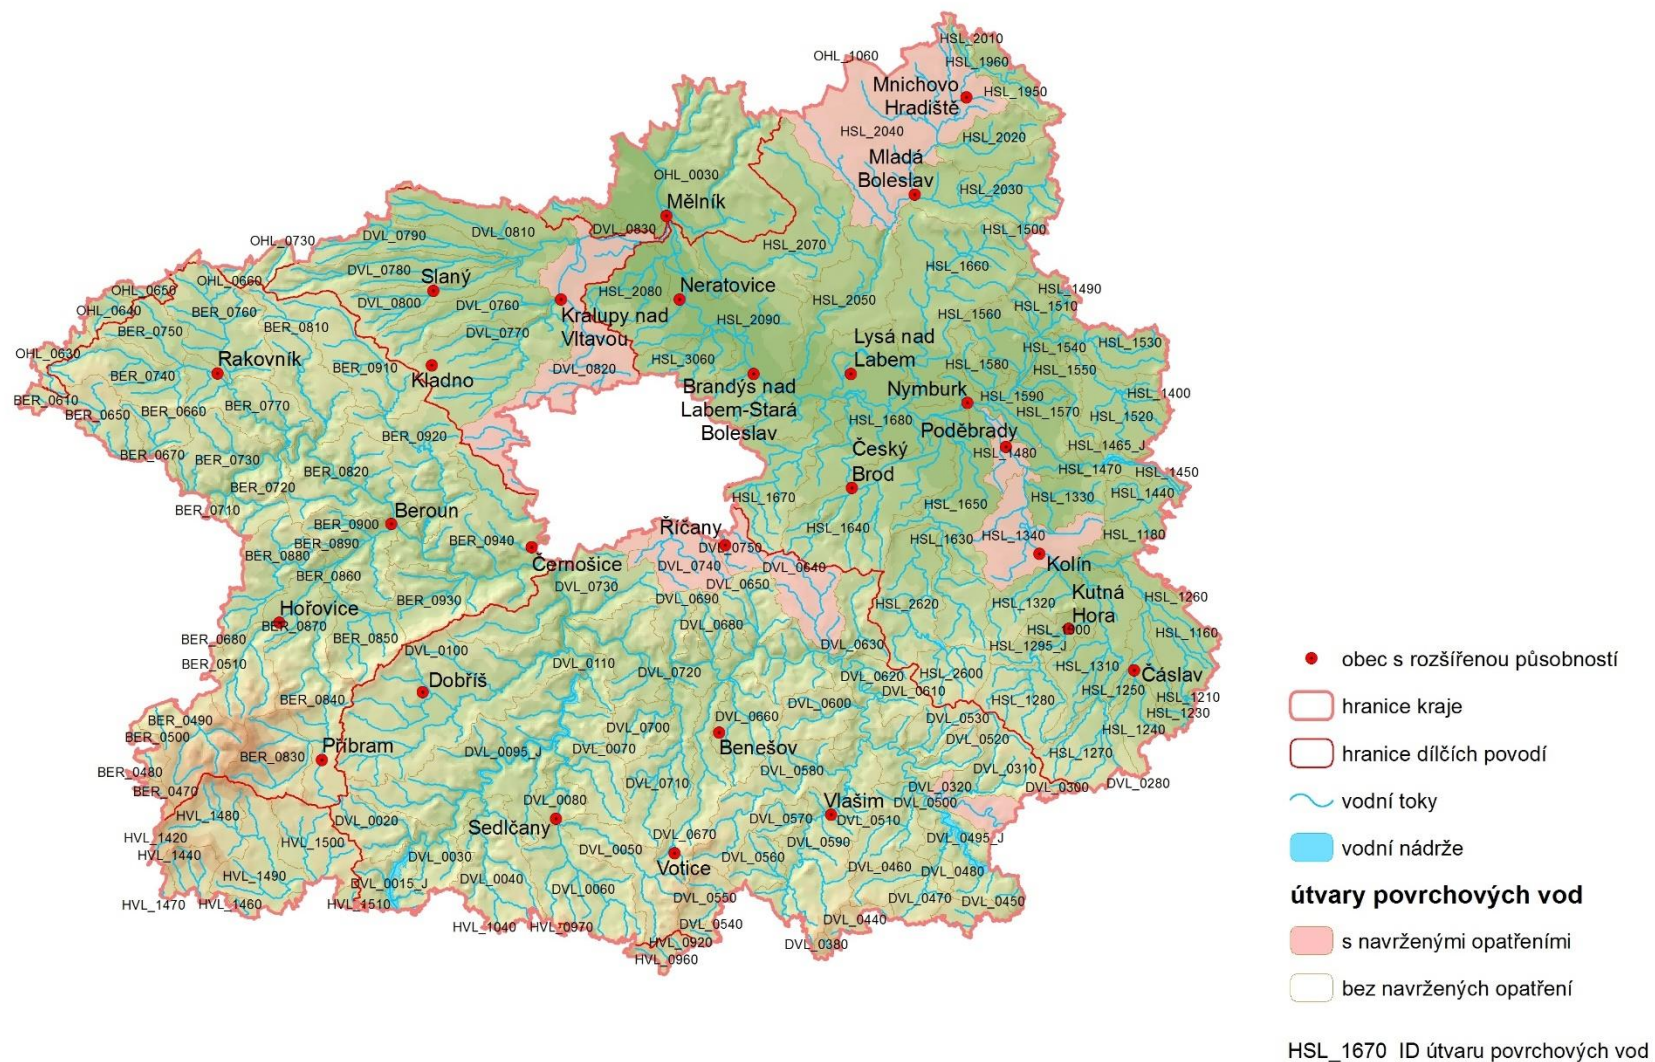 HSL_2010
OHL_1060
HSL_1960
Mnichovo
Hradiště
HSL_1950
HSL_2040
HSL_2020
Mladá
Boleslav
OHL_0030
HSL_2030
Mělník
DVL_0790
DVL_0810
DVL_0830
HSL_1500
OHL_0730
HSL_2070
HSL_1660
DVL_0780
Slaný
OHL_0660
OHL_0650
HSL_2080
Neratovice
HSL_1490
HSL_2050
HSL_1510
DVL_0800
DVL_0760
OHL_0640
BER_0760
Kralupy nad
Vltavou
HSL_2090
HSL_1560
BER_0750
BER_0810
DVL_0770
Lysá nad
Labem
HSL_1540
HSL_1530
OHL_0630
Rakovník
BER_0910
HSL_3060
HSL_1580
HSL_1550
BER_0740
Kladno
DVL_0820
Brandýs nad
Labem-Stará
Boleslav
Nymburk
HSL_1590
HSL_1400
BER_0610
BER_0650
BER_0660
BER_0770
HSL_1680
HSL_1570
HSL_1520
BER_0920
Poděbrady
HSL_1465_J
BER_0670
BER_0730
Český
Brod
HSL_1480
BER_0820
HSL_1470
HSL_1450
BER_0720
HSL_1670
HSL_1330
HSL_1440
BER_0710
Beroun
HSL_1650
BER_0900
Říčany
HSL_1640
BER_0890
BER_0940
HSL_1630
HSL_1340
HSL_1180
BER_0880
DVL_0750
Černošice
DVL_0740
DVL_0640
Kolín
BER_0860
DVL_0730
DVL_0650
Kutná
Hora
BER_0930
DVL_0690
HSL_2620
HSL_1320
HSL_1260
Hořovice
BER_0870
DVL_0680
BER_0680
BER_0850
HSL_1295_J
HSL_1160
DVL_0100
DVL_0630
BER_0510
DVL_0110
DVL_0720
HSL_1310
Čáslav
Dobříš
DVL_0620
HSL_2600
DVL_0610
HSL_1250
HSL_1210
BER_0840
DVL_0600
HSL_1280
HSL_1230
BER_0490
DVL_0660
DVL_0530
HSL_1240
BER_0500
DVL_0700
Benešov
DVL_0520
Příbram
DVL_0095_J
DVL_0070
HSL_1270
BER_0830
DVL_0580
DVL_0310
BER_0480
DVL_0710
DVL_0320
DVL_0300
DVL_0280
BER_0470
DVL_0080
Vlašim
DVL_0500
HVL_1480
DVL_0020
Sedlčany
DVL_0570
DVL_0510
HVL_1420
HVL_1500
DVL_0670
DVL_0590
DVL_0495_J
HVL_1440
DVL_0030
DVL_0050
Votice
DVL_0560
DVL_0460
DVL_0480
HVL_1490
DVL_0015_J
DVL_0040
DVL_0060
DVL_0550
DVL_0470
DVL_0450
HVL_1470
HVL_1460
HVL_1510
HVL_1040
HVL_0970
DVL_0540
DVL_0440
HVL_0920
DVL_0380
HVL_0960
obec s rozšířenou působností
hranice kraje
hranice dílčích povodí
vodní toky
vodní nádrže
útvary povrchových vod
s navrženými opatřeními
bez navržených opatření
HSL_1670 ID útvaru povrchových vod